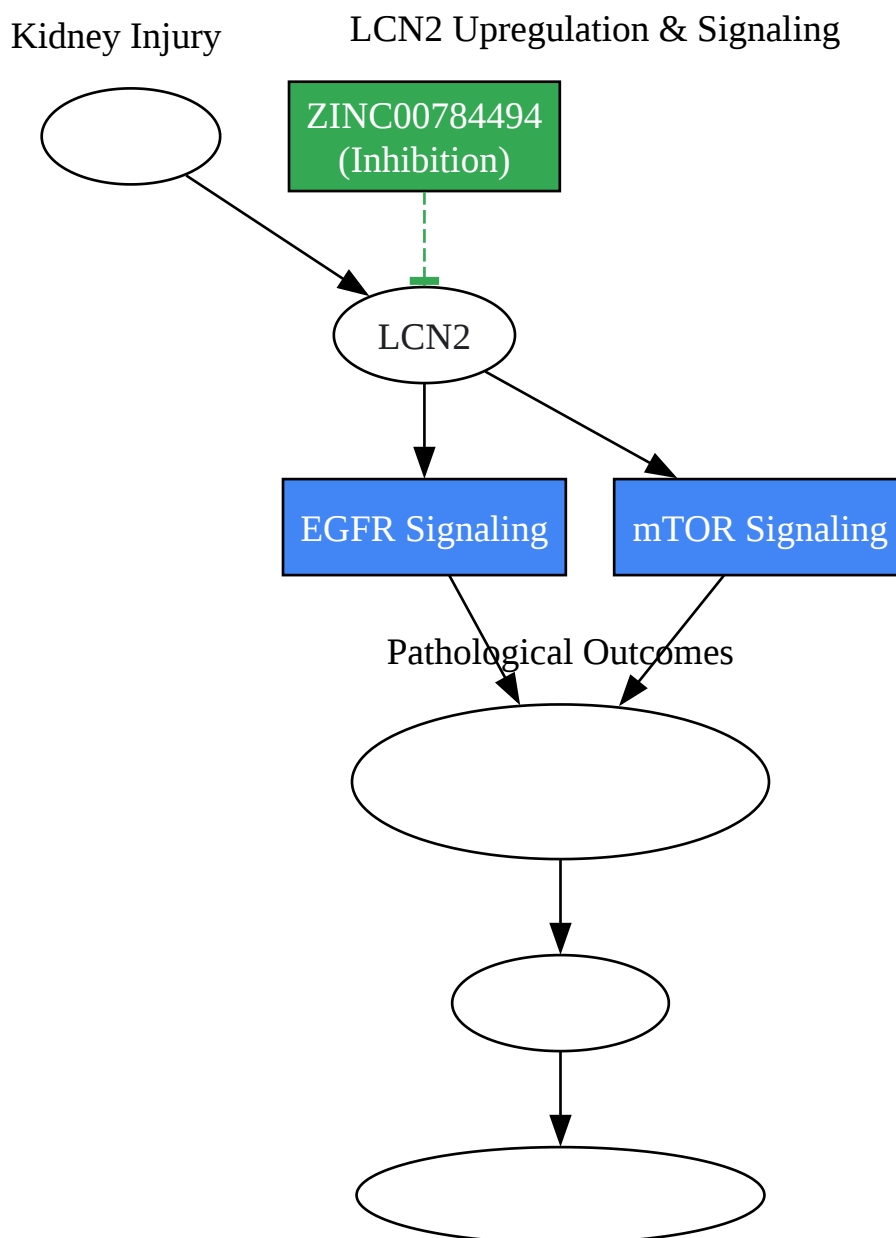 Kidney Injury
LCN2 Upregulation & Signaling
ZINC00784494
(Inhibition)
LCN2
EGFR Signaling
mTOR Signaling
Pathological Outcomes